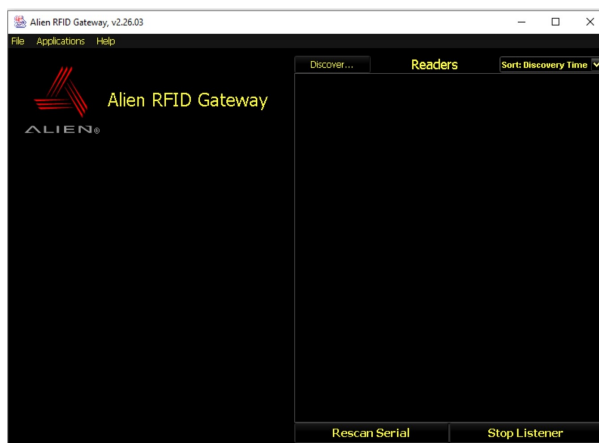 Alien RFID Gateway, v2.26.03
File Applications Help
Discover... Readers Sort: Discovery Time
Alien RFID Gateway
ALIEN®
Rescan Serial Stop Listener